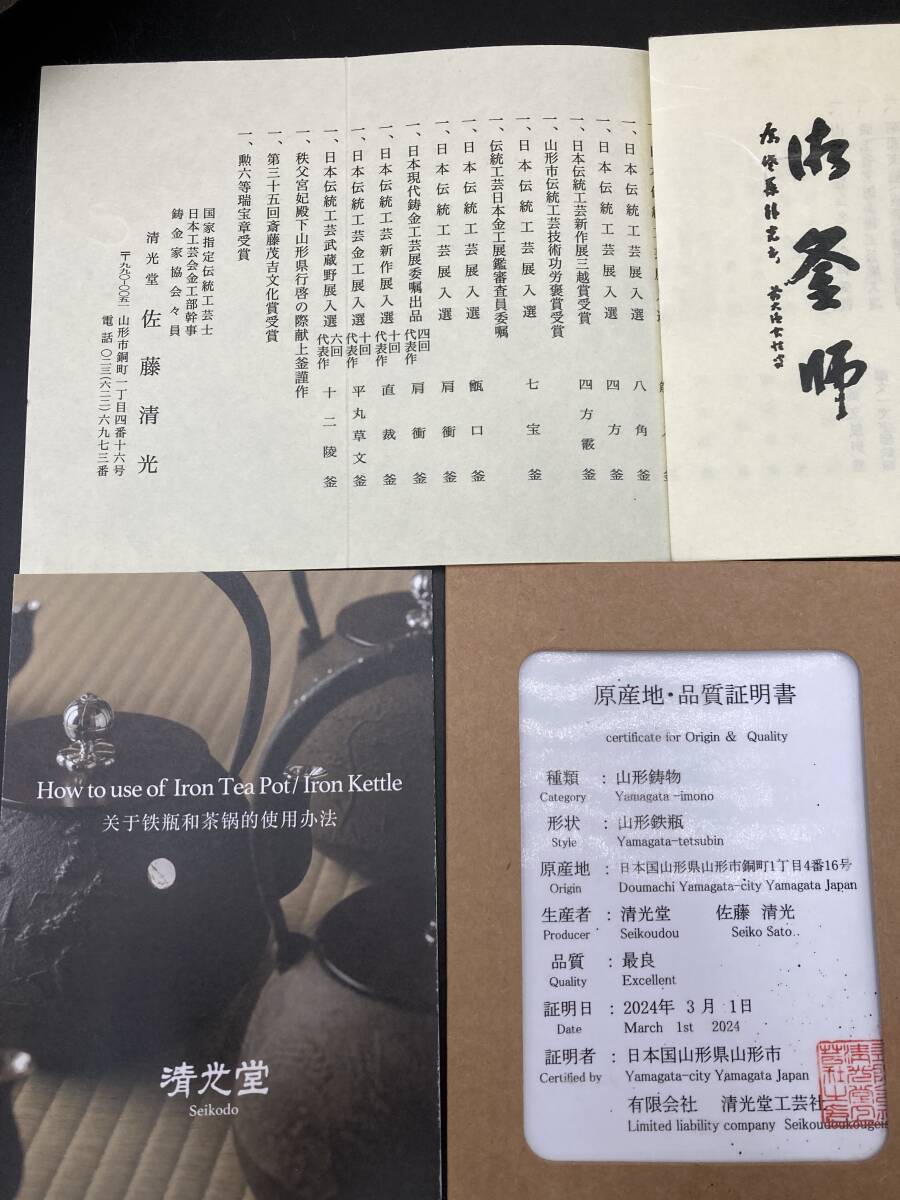 御釜師
一、日本伝統工芸展入選
一、日本伝統工芸展入選 八角釜
一、日本伝統工芸展入選 四方釜
一、日本伝統工芸新作展三越賞受賞 四方霰釜
一、山形市伝統工芸技術功労褒賞受賞
一、日本伝統工芸展入選 七宝釜
一、伝統工芸日本金工展鑑審査員委嘱
一、日本伝統工芸展入選 甑口釜
一、日本伝統工芸展入選 肩衝釜
一、日本現代鋳金工芸展委嘱出品 四回代表作 肩衝釜
一、日本伝統工芸新作展入選 十回代表作 直裁釜
一、日本伝統工芸金工展入選 十回代表作 平丸草文釜
一、日本伝統工芸武蔵野展入選 六回代表作 十二陵釜
一、秩父宮妃殿下山形県行啓の際献上釜謹作
一、第三十五回斎藤茂吉文化賞受賞
一、勲六等瑞宝章受賞
国家指定伝統工芸士
日本工芸会金工部幹事
鋳金家協会々員
清光堂 佐藤清光
〒九九〇-〇〇五一 山形市銅町一丁目四番十六号
電話〇二三(六二二)六九七三番
How to use of Iron Tea Pot/ Iron Kettle
关于铁瓶和茶锅的使用办法
清光堂
Seikodo
原産地・品質証明書
certificate for Origin & Quality
種類 : 山形鋳物
Category Yamagata -imono
形状 : 山形鉄瓶
Style Yamagata-tetsubin
原産地 : 日本国山形県山形市銅町1丁目4番16号
Origin Doumachi Yamagata-city Yamagata Japan
生産者 : 清光堂 佐藤 清光
Producer Seikoudou Seiko Sato..
品質 : 最良
Quality Excellent
証明日 : 2024年 3月 1日
Date March 1st 2024
証明者 : 日本国山形県山形市
Certified by Yamagata-city Yamagata Japan
有限会社 清光堂工芸社
Limited liability company Seikoudoukougeis